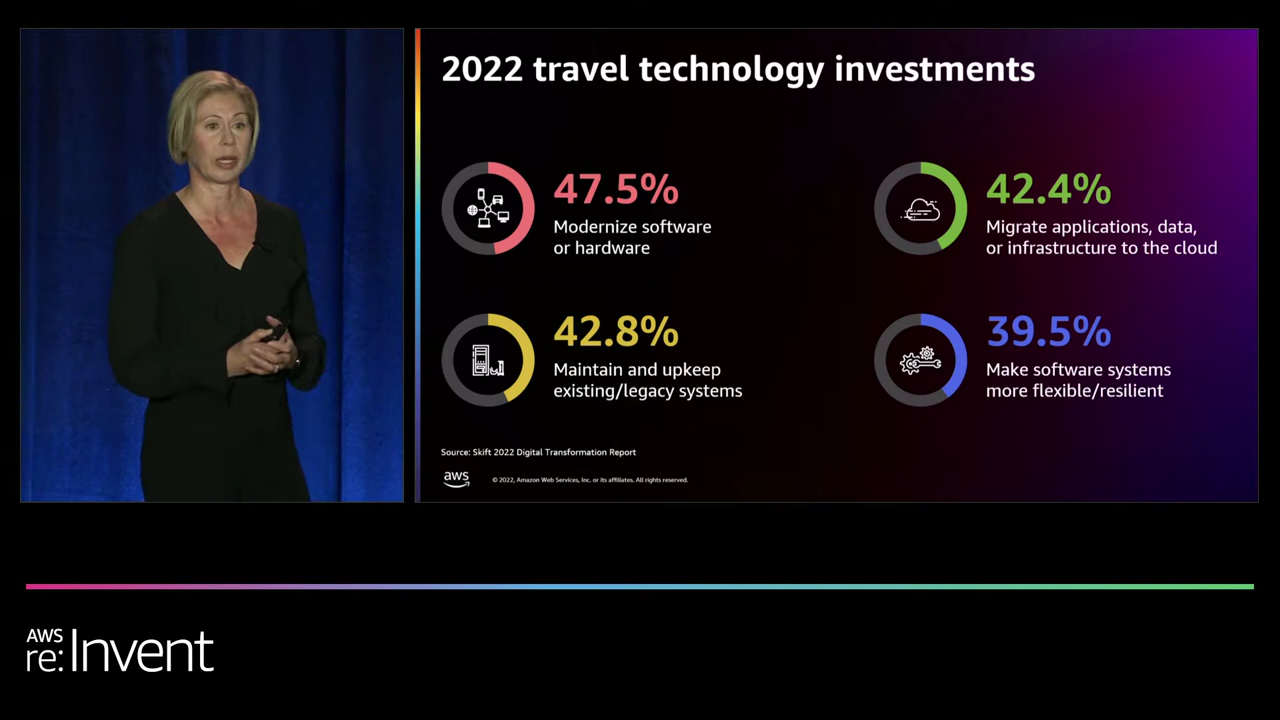 2022 travel technology investments
47.5%
Modernize software
or hardware
42.4%
Migrate applications, data,
or infrastructure to the cloud
42.8%
Maintain and upkeep
existing/legacy systems
39.5%
Make software systems
more flexible/resilient
Source: Skift 2022 Digital Transformation Report
aws
© 2022, Amazon Web Services, Inc. or its affiliates. All rights reserved.
AWS
re:Invent